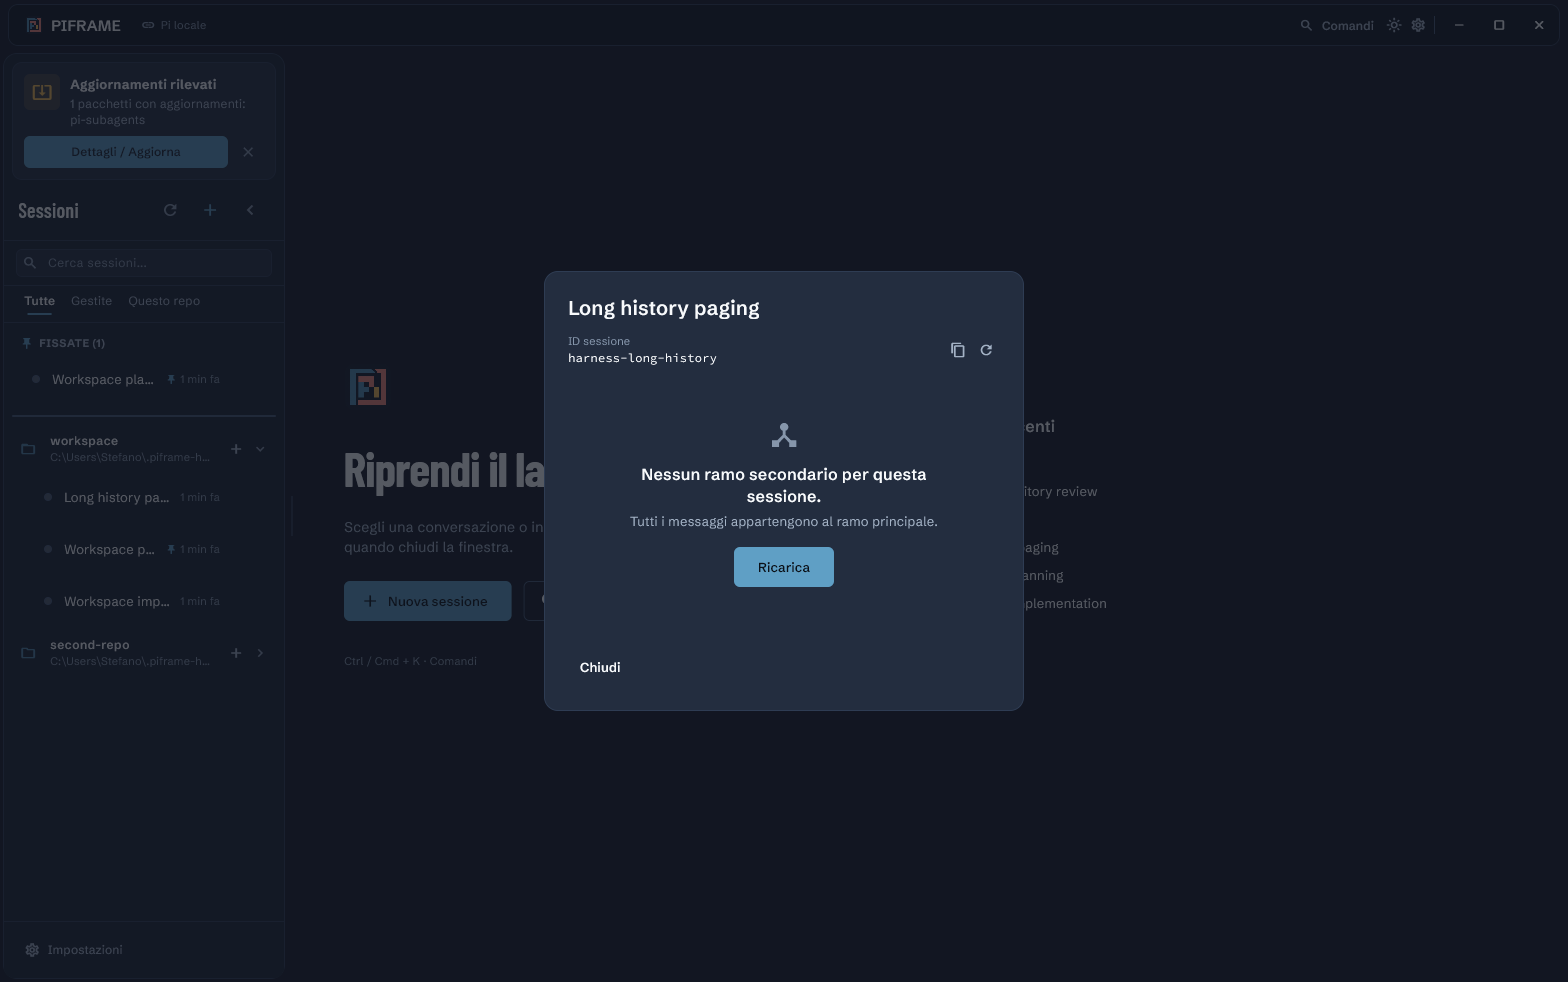 PIFRAME
Pi locale
Comandi
Aggiornamenti rilevati
1 pacchetti con aggiornamenti:
pi-subagents
Dettagli / Aggiorna
Sessioni
Cerca sessioni...
Tutte
Gestite
Questo repo
FISSATE (1)
Workspace pla...
1 min fa
workspace
C:\Users\Stefano\.piframe-h...
Long history pa...
1 min fa
Workspace p...
1 min fa
Workspace imp...
1 min fa
second-repo
C:\Users\Stefano\.piframe-h...
Impostazioni
Riprendi il la
Scegli una conversazione o in
quando chiudi la finestra.
Nuova sessione
Ctrl / Cmd + K · Comandi
Long history paging
ID sessione
harness-long-history
Nessun ramo secondario per questa
sessione.
Tutti i messaggi appartengono al ramo principale.
Ricarica
Chiudi
centi
itory review
aging
anning
plementation